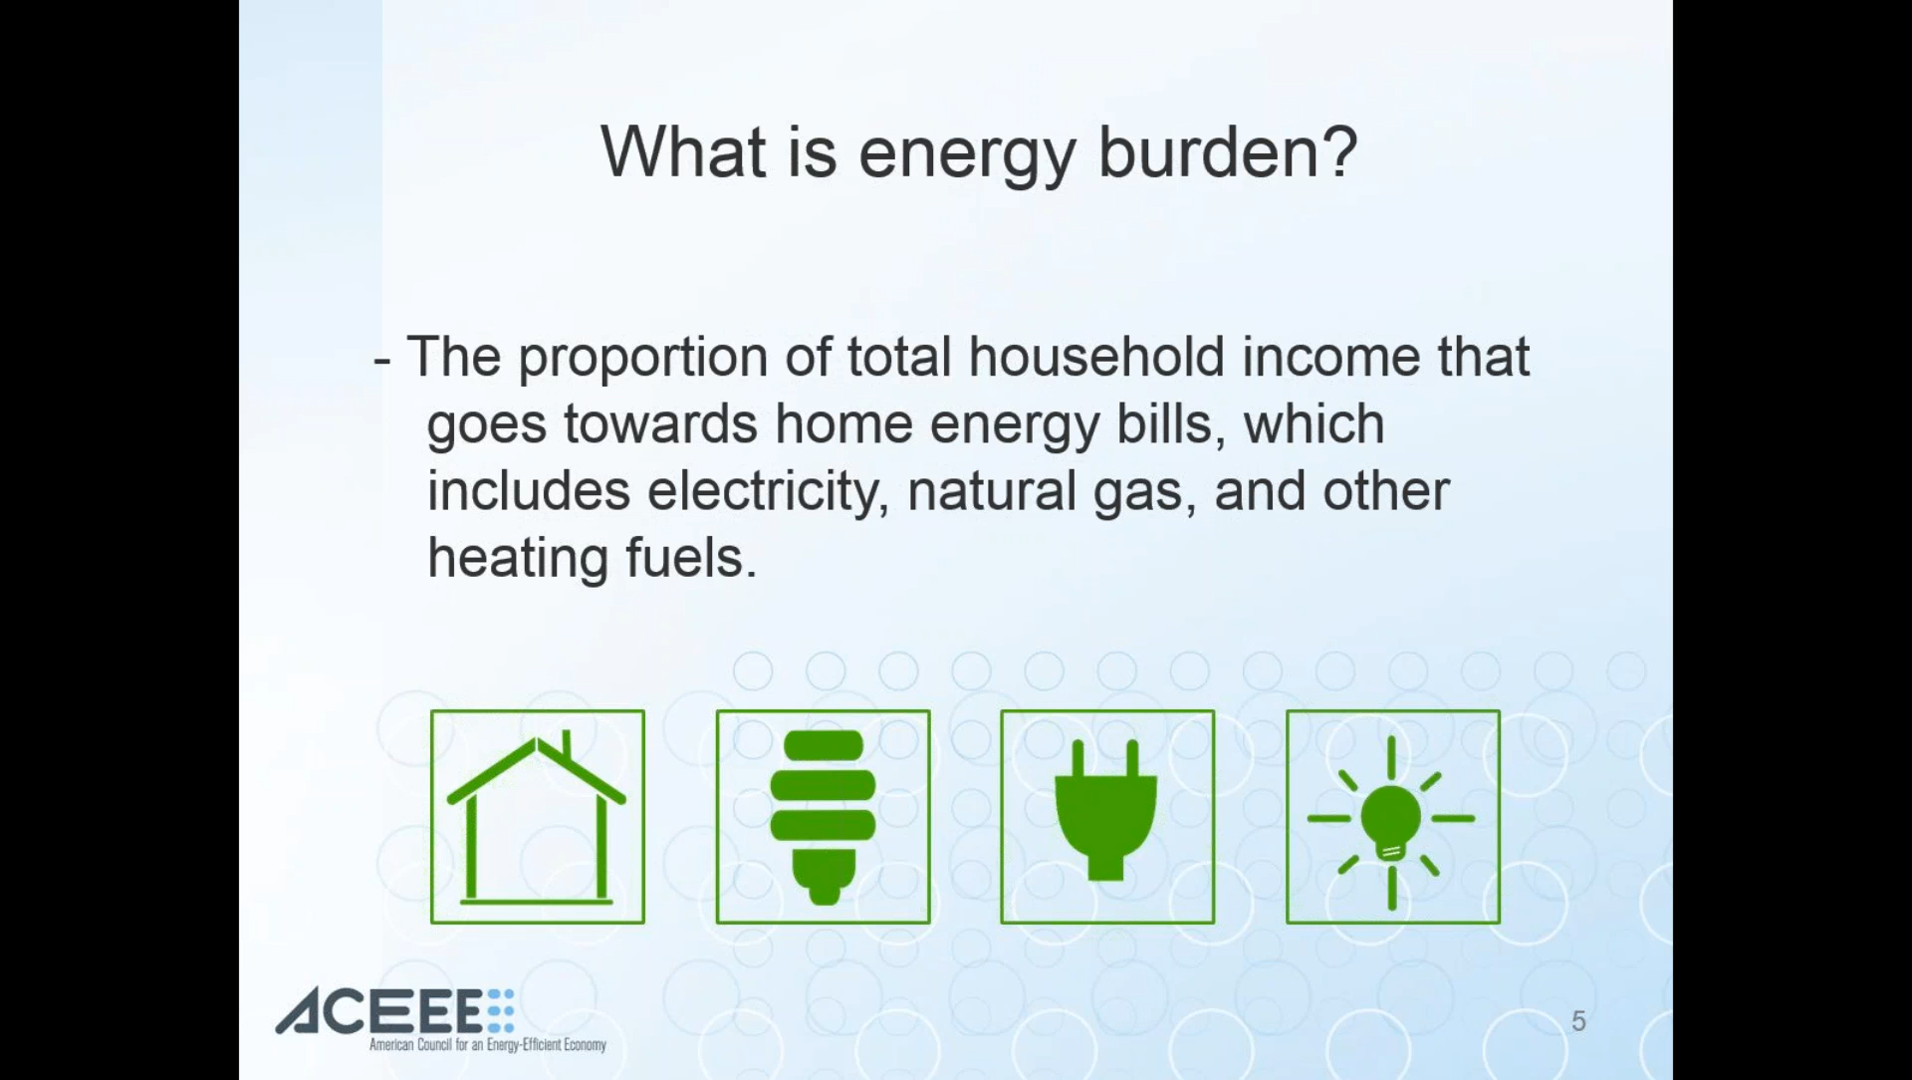 What is energy burden?
- The proportion of total household income that
goes towards home energy bills, which
includes electricity, natural gas, and other
heating fuels.
ACEEE
American Council for an Energy-Efficient Economy
5